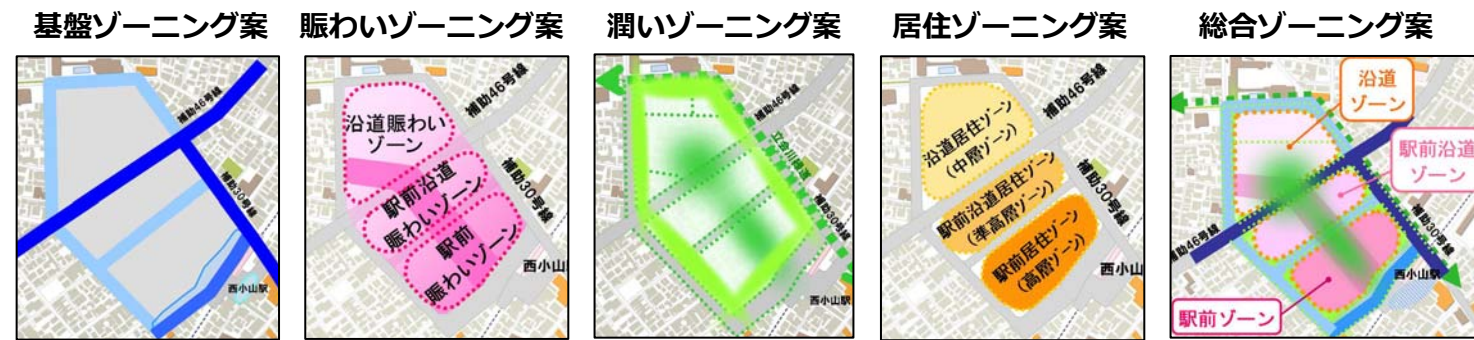 基盤ゾーニング案
賑わいゾーニング案
潤いゾーニング案
居住ゾーニング案
総合ゾーニング案
補助46号線
補助30号線
西小山駅
補助46号線
沿道賑わい
ゾーン
駅前沿道
賑わいゾーン
駅前
賑わいゾーン
補助30号線
西小山
補助46号線
立会川緑道
補助30号線
西小山駅
補助46号線
沿道居住ゾーン
(中層ゾーン)
駅前沿道居住ゾーン
(準高層ゾーン)
駅前居住ゾーン
(高層ゾーン)
補助30号線
西小山
沿道
ゾーン
駅前沿道
ゾーン
補助46号線
補助30号線
西小山駅
駅前ゾーン